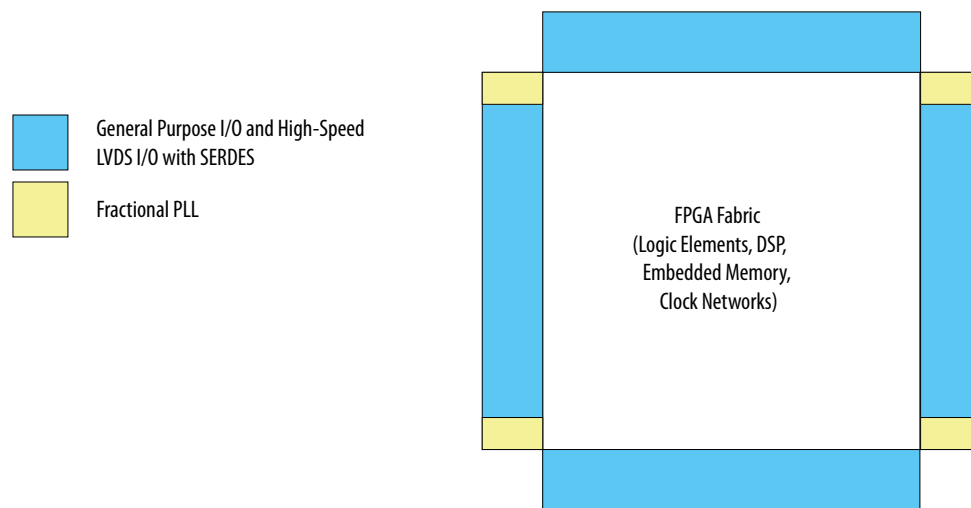 General Purpose I/O and High-Speed
LVDS I/O with SERDES
Fractional PLL
FPGA Fabric
(Logic Elements, DSP,
Embedded Memory,
Clock Networks)